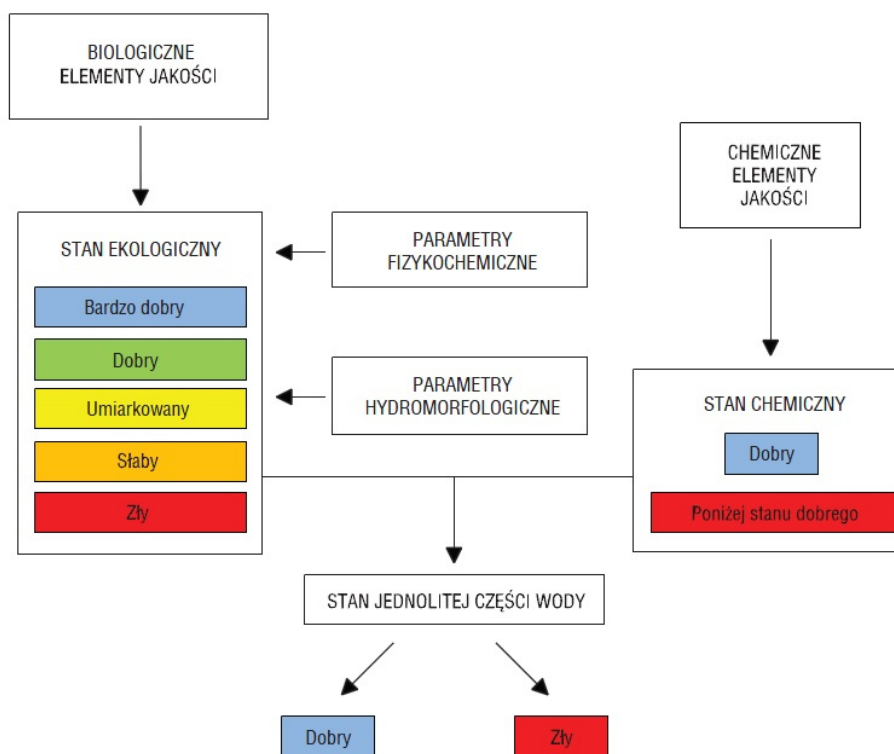 BIOLOGICZNE
ELEMENTY JAKOŚCI
CHEMICZNE
ELEMENTY
JAKOŚCI
STAN EKOLOGICZNY
Bardzo dobry
Dobry
Umiarkowany
Słaby
Zły
PARAMETRY
FIZYKOCHEMICZNE
PARAMETRY
HYDROMORFOLOGICZNE
STAN CHEMICZNY
Dobry
Poniżej stanu dobrego
STAN JEDNOLITEJ CZĘŚCI WODY
Dobry
Zły